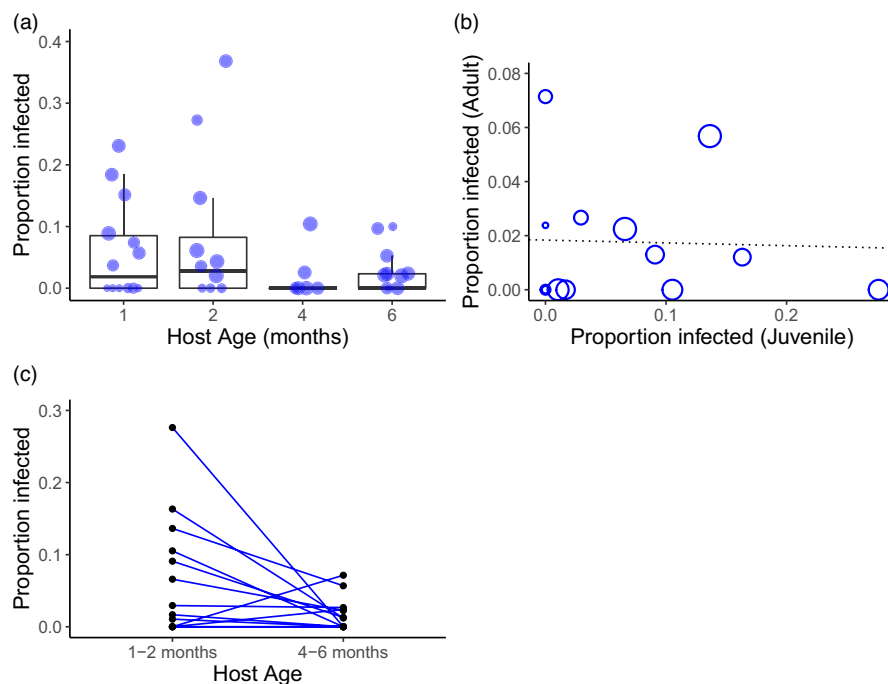 (a)
0.4
0.3
0.2
0.1
0.0
Proportion infected
1 2 4 6
Host Age (months)
(b)
0.08
0.06
0.04
0.02
0.00
Proportion infected (Adult)
0.0 0.1 0.2
Proportion infected (Juvenile)
(c)
0.3
0.2
0.1
0.0
Proportion infected
1−2 months 4−6 months
Host Age